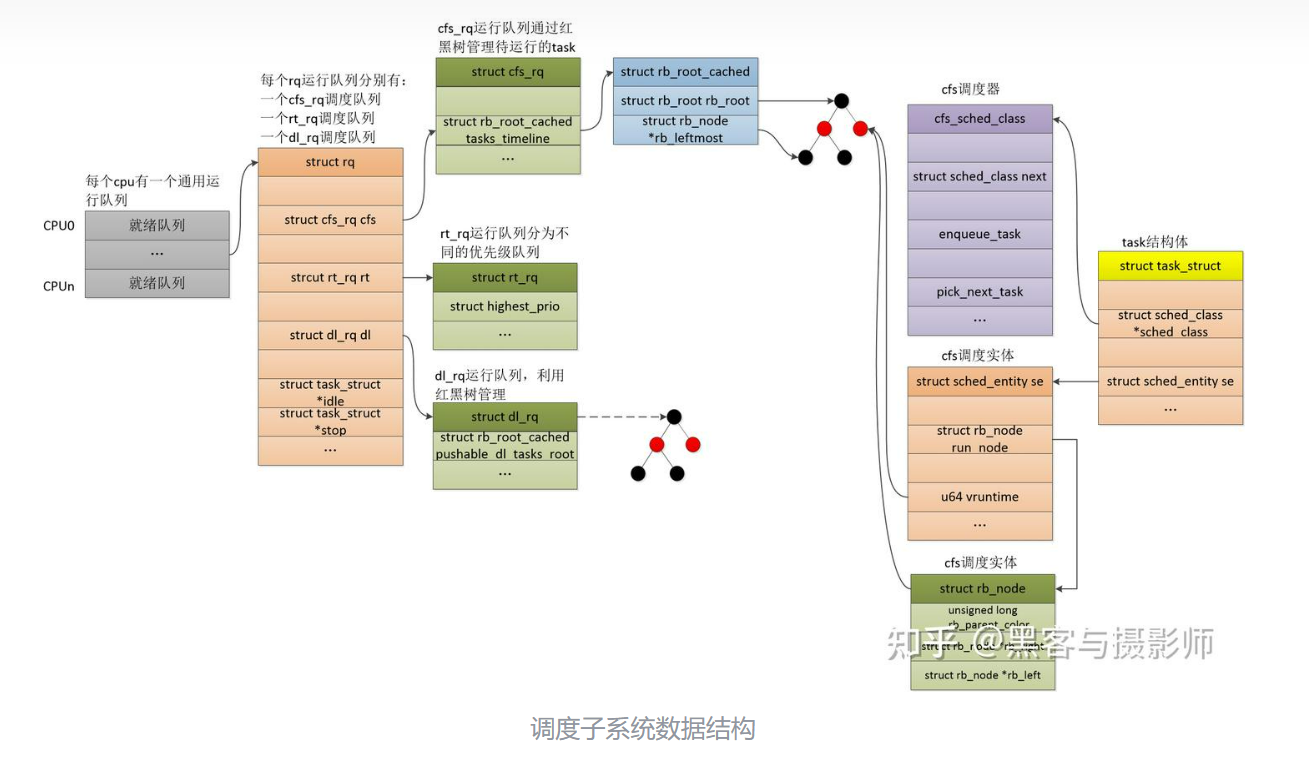 cfs_rq运行队列通过红
黑树管理待运行的task
struct cfs_rq
struct rb_root_cached
tasks_timeline
...
struct rb_root_cached
struct rb_root rb_root
struct rb_node
*rb_leftmost
每个rq运行队列分别有：
一个cfs_rq调度队列
一个rt_rq调度队列
一个dl_rq调度队列
struct rq
struct cfs_rq cfs
strcut rt_rq rt
struct dl_rq dl
struct task_struct
*idle
struct task_struct
*stop
...
每个cpu有一个通用运
行队列
CPU0
就绪队列
...
CPUn
就绪队列
rt_rq运行队列分为不
同的优先级队列
struct rt_rq
struct highest_prio
...
dl_rq运行队列，利用
红黑树管理
struct dl_rq
struct rb_root_cached
pushable_dl_tasks_root
...
cfs调度器
cfs_sched_class
struct sched_class next
enqueue_task
pick_next_task
...
task结构体
struct task_struct
struct sched_class
*sched_class
struct sched_entity se
...
cfs调度实体
struct sched_entity se
struct rb_node
run_node
u64 vruntime
...
cfs调度实体
struct rb_node
unsigned long
rb_parent_color
struct rb_node *rb_right
struct rb_node *rb_left
知乎 @黑客与摄影师
调度子系统数据结构